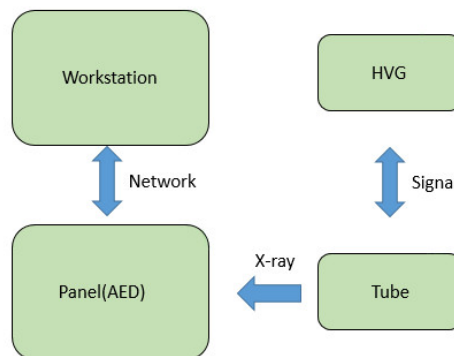 Workstation
HVG
Network
Signa
X-ray
Panel(AED)
Tube